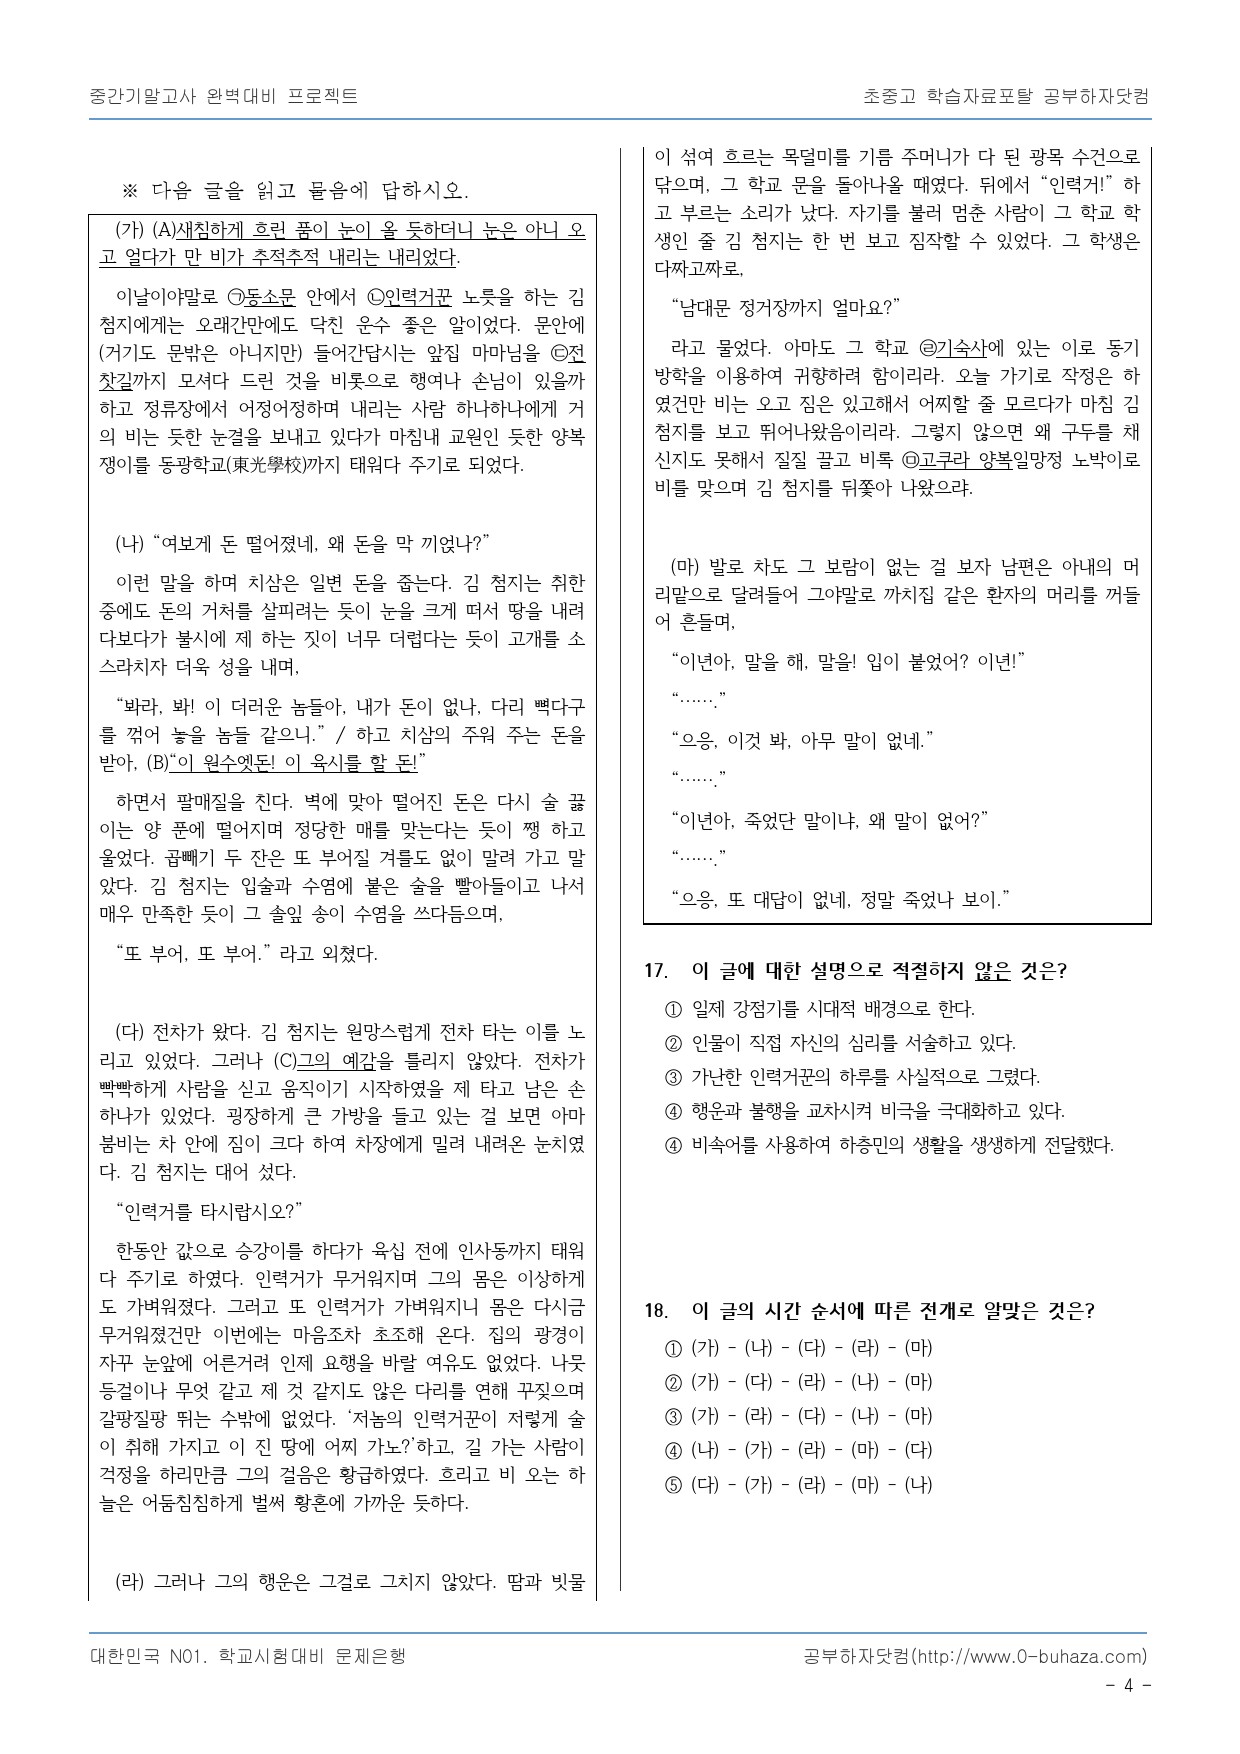 중간기말고사 완벽대비 프로젝트
초중고 학습자료포탈 공부하자닷컴
※ 다음 글을 읽고 물음에 답하시오.
(가) (A)새침하게 흐린 품이 눈이 올 듯하더니 눈은 아니 오
고 얼다가 만 비가 추적추적 내리는 내리었다.
이날이야말로 ㉠동소문 안에서 ㉡인력거꾼 노릇을 하는 김
첨지에게는 오래간만에도 닥친 운수 좋은 알이었다. 문안에
(거기도 문밖은 아니지만) 들어간답시는 앞집 마마님을 ㉢전
찻길까지 모셔다 드린 것을 비롯으로 행여나 손님이 있을까
하고 정류장에서 어정어정하며 내리는 사람 하나하나에게 거
의 비는 듯한 눈결을 보내고 있다가 마침내 교원인 듯한 양복
쟁이를 동광학교(東光學校)까지 태워다 주기로 되었다.
(나) “여보게 돈 떨어졌네, 왜 돈을 막 끼얹나?”
이런 말을 하며 치삼은 일변 돈을 줍는다. 김 첨지는 취한
중에도 돈의 거처를 살피려는 듯이 눈을 크게 떠서 땅을 내려
다보다가 불시에 제 하는 짓이 너무 더럽다는 듯이 고개를 소
스라치자 더욱 성을 내며,
“봐라, 봐! 이 더러운 놈들아, 내가 돈이 없나, 다리 뼉다구
를 꺾어 놓을 놈들 같으니.” / 하고 치삼의 주워 주는 돈을
받아, (B)“이 원수엣돈! 이 육시를 할 돈!”
하면서 팔매질을 친다. 벽에 맞아 떨어진 돈은 다시 술 끓
이는 양 푼에 떨어지며 정당한 매를 맞는다는 듯이 쨍 하고
울었다. 곱빼기 두 잔은 또 부어질 겨를도 없이 말려 가고 말
았다. 김 첨지는 입술과 수염에 붙은 술을 빨아들이고 나서
매우 만족한 듯이 그 솔잎 송이 수염을 쓰다듬으며,
“또 부어, 또 부어.” 라고 외쳤다.
(다) 전차가 왔다. 김 첨지는 원망스럽게 전차 타는 이를 노
리고 있었다. 그러나 (C)그의 예감을 틀리지 않았다. 전차가
빡빡하게 사람을 싣고 움직이기 시작하였을 제 타고 남은 손
하나가 있었다. 굉장하게 큰 가방을 들고 있는 걸 보면 아마
붐비는 차 안에 짐이 크다 하여 차장에게 밀려 내려온 눈치였
다. 김 첨지는 대어 섰다.
“인력거를 타시랍시오?”
한동안 값으로 승강이를 하다가 육십 전에 인사동까지 태워
다 주기로 하였다. 인력거가 무거워지며 그의 몸은 이상하게
도 가벼워졌다. 그러고 또 인력거가 가벼워지니 몸은 다시금
무거워졌건만 이번에는 마음조차 초조해 온다. 집의 광경이
자꾸 눈앞에 어른거려 인제 요행을 바랄 여유도 없었다. 나뭇
등걸이나 무엇 같고 제 것 같지도 않은 다리를 연해 꾸짖으며
갈팡질팡 뛰는 수밖에 없었다. ‘저놈의 인력거꾼이 저렇게 술
이 취해 가지고 이 진 땅에 어찌 가노?’하고, 길 가는 사람이
걱정을 하리만큼 그의 걸음은 황급하였다. 흐리고 비 오는 하
늘은 어둠침침하게 벌써 황혼에 가까운 듯하다.
(라) 그러나 그의 행운은 그걸로 그치지 않았다. 땀과 빗물
이 섞여 흐르는 목덜미를 기름 주머니가 다 된 광목 수건으로
닦으며, 그 학교 문을 돌아나올 때였다. 뒤에서 “인력거!” 하
고 부르는 소리가 났다. 자기를 불러 멈춘 사람이 그 학교 학
생인 줄 김 첨지는 한 번 보고 짐작할 수 있었다. 그 학생은
다짜고짜로,
“남대문 정거장까지 얼마요?”
라고 물었다. 아마도 그 학교 ㉣기숙사에 있는 이로 동기
방학을 이용하여 귀향하려 함이리라. 오늘 가기로 작정은 하
였건만 비는 오고 짐은 있고해서 어찌할 줄 모르다가 마침 김
첨지를 보고 뛰어나왔음이리라. 그렇지 않으면 왜 구두를 채
신지도 못해서 질질 끌고 비록 ㉤고쿠라 양복일망정 노박이로
비를 맞으며 김 첨지를 뒤쫓아 나왔으랴.
(마) 발로 차도 그 보람이 없는 걸 보자 남편은 아내의 머
리맡으로 달려들어 그야말로 까치집 같은 환자의 머리를 꺼들
어 흔들며,
“이년아, 말을 해, 말을! 입이 붙었어? 이년!”
“…….”
“으응, 이것 봐, 아무 말이 없네.”
“…….”
“이년아, 죽었단 말이냐, 왜 말이 없어?”
“…….”
“으응, 또 대답이 없네, 정말 죽었나 보이.”
17. 이 글에 대한 설명으로 적절하지 않은 것은?
① 일제 강점기를 시대적 배경으로 한다.
② 인물이 직접 자신의 심리를 서술하고 있다.
③ 가난한 인력거꾼의 하루를 사실적으로 그렸다.
④ 행운과 불행을 교차시켜 비극을 극대화하고 있다.
④ 비속어를 사용하여 하층민의 생활을 생생하게 전달했다.
18. 이 글의 시간 순서에 따른 전개로 알맞은 것은?
① (가) - (나) - (다) - (라) - (마)
② (가) - (다) - (라) - (나) - (마)
③ (가) - (라) - (다) - (나) - (마)
④ (나) - (가) - (라) - (마) - (다)
⑤ (다) - (가) - (라) - (마) - (나)
대한민국 N01. 학교시험대비 문제은행
공부하자닷컴(http://www.0-buhaza.com)
- 4 -